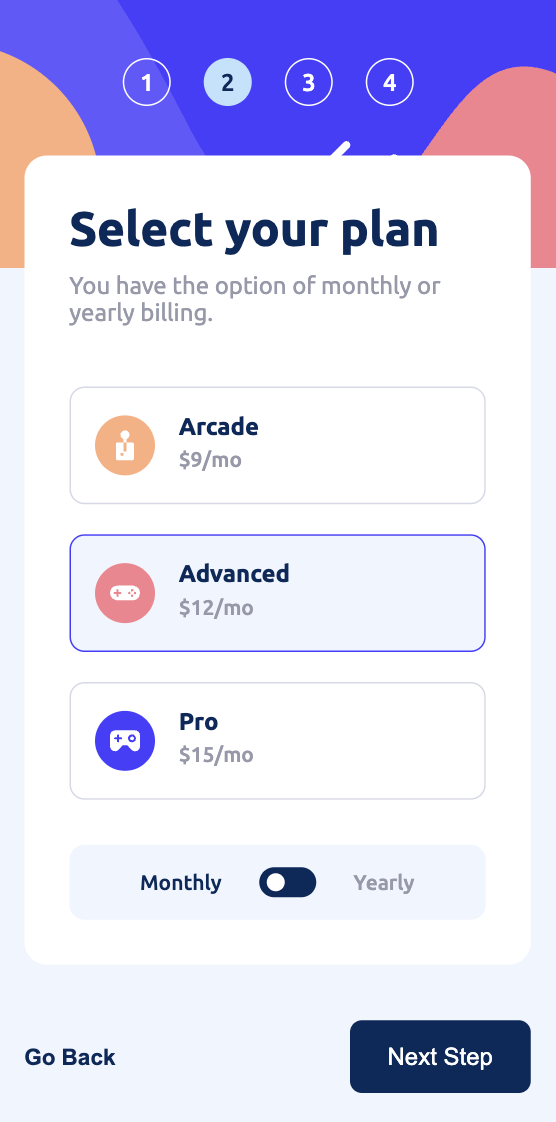 1 2 3 4
Select your plan
You have the option of monthly or
yearly billing.
Arcade
$9/mo
Advanced
$12/mo
Pro
$15/mo
Monthly Yearly
Go Back Next Step